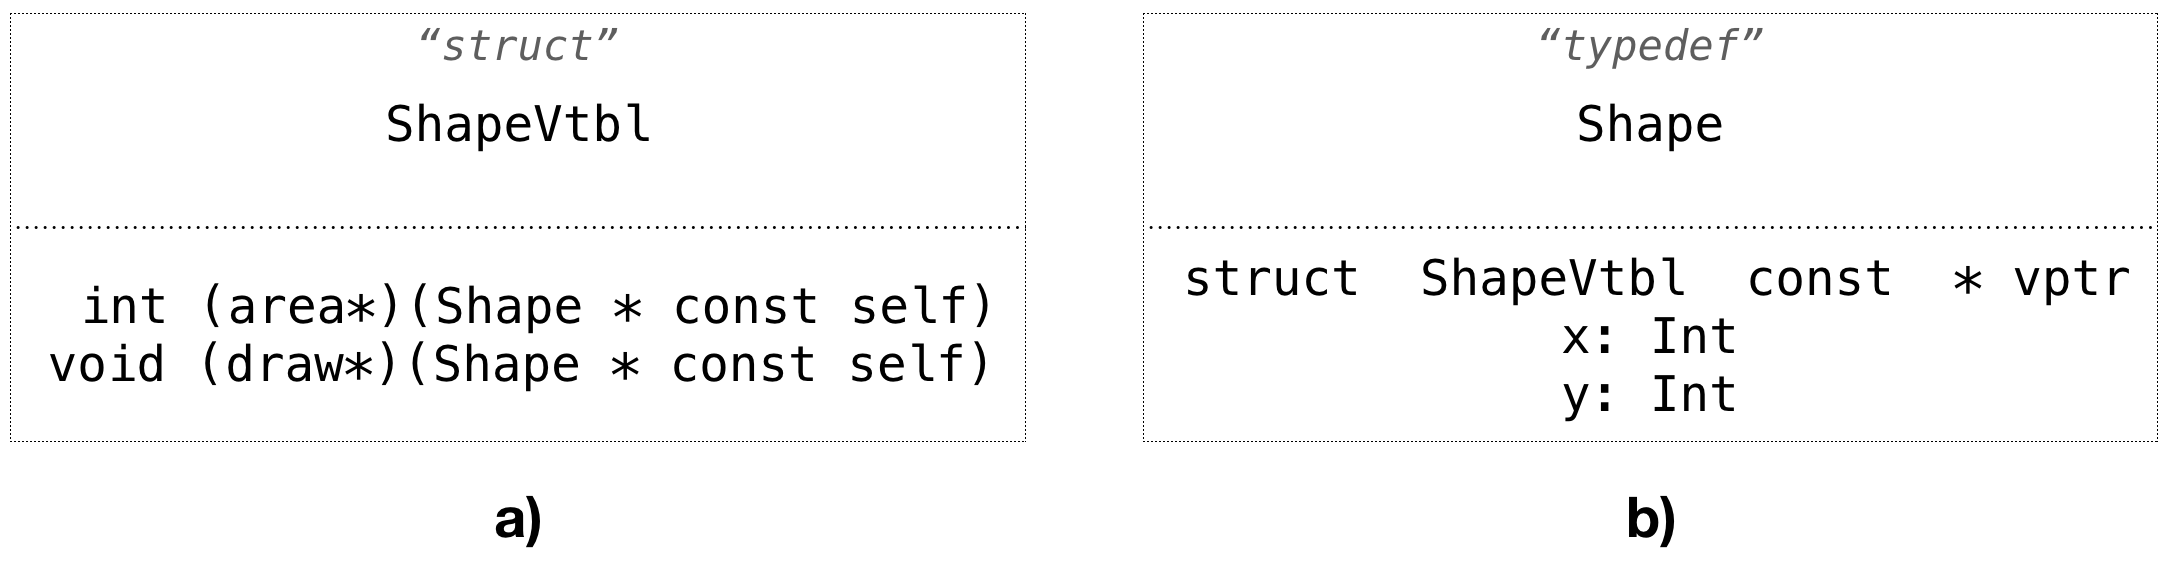 “struct”
ShapeVtbl
int (area*)(Shape * const self)
void (draw*)(Shape * const self)
a)
“typedef”
Shape
struct ShapeVtbl const * vptr
x: Int
y: Int
b)